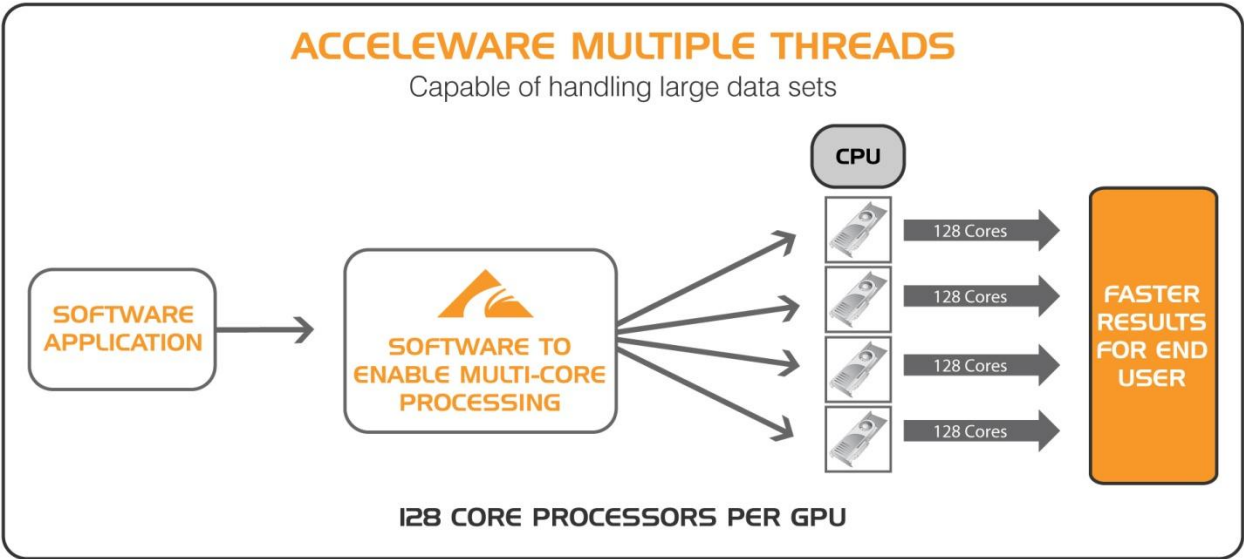 ACCELEWARE MULTIPLE THREADS
Capable of handling large data sets
CPU
SOFTWARE
APPLICATION
SOFTWARE TO
ENABLE MULTI-CORE
PROCESSING
128 Cores
128 Cores
128 Cores
128 Cores
FASTER
RESULTS
FOR END
USER
128 CORE PROCESSORS PER GPU